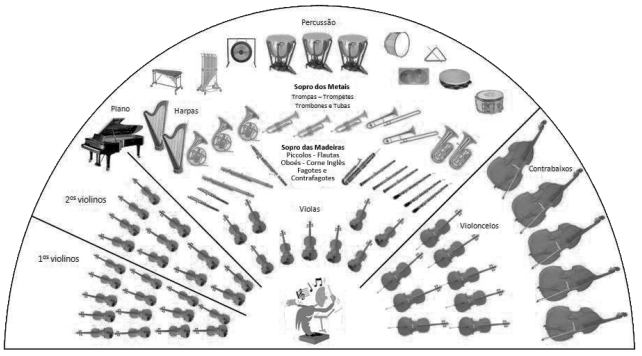 Percussão
Sopro dos Metais
Trompas – Trompetes
Trombones e Tubas
Piano
Harpas
Sopro das Madeiras
Piccolos - Flautas
Oboés - Corne Inglês
Fagotes e
Contrafagotes
Contrabaixos
2ºs violinos
Violas
Violoncelos
1ºs violinos